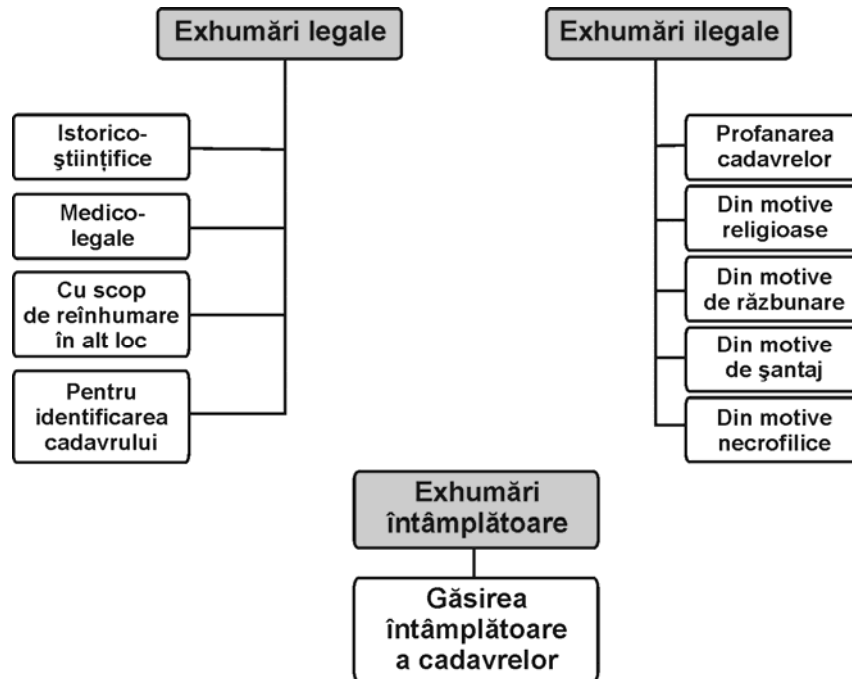 Exhumări legale
Istorico-
ştiinţifice
Medico-
legale
Cu scop
de reînhumare
în alt loc
Pentru
identificarea
cadavrului
Exhumări ilegale
Profanarea
cadavrelor
Din motive
religioase
Din motive
de răzbunare
Din motive
de şantaj
Din motive
necrofilice
Exhumări
întâmplătoare
Găsirea
întâmplătoare
a cadavrelor